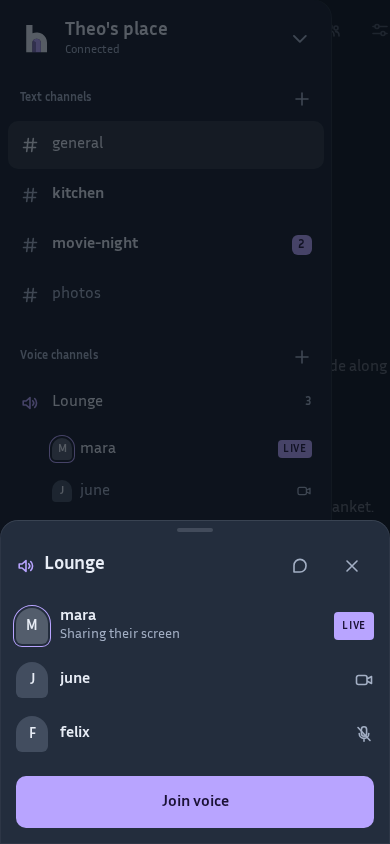 Theo's place
Connected
Text channels
general
kitchen
movie-night
2
photos
de along
Voice channels
Lounge
3
M
mara
LIVE
J
june
anket.
Lounge
M
mara
Sharing their screen
LIVE
J
june
F
felix
Join voice